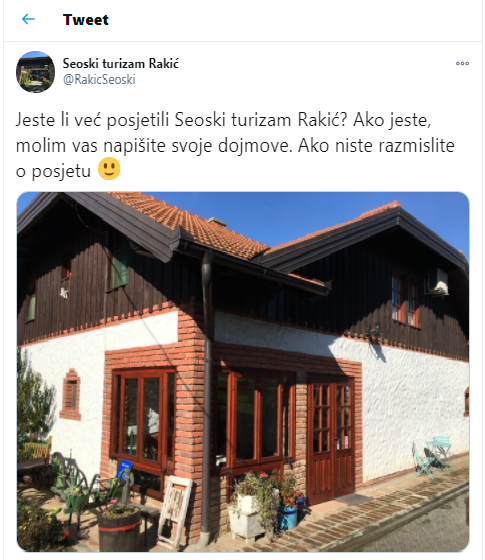 Tweet
Seoski turizam Rakić
@RakicSeoski
Jeste li već posjetili Seoski turizam Rakić? Ako jeste,
molim vas napišite svoje dojmove. Ako niste razmislite
o posjetu 🙂